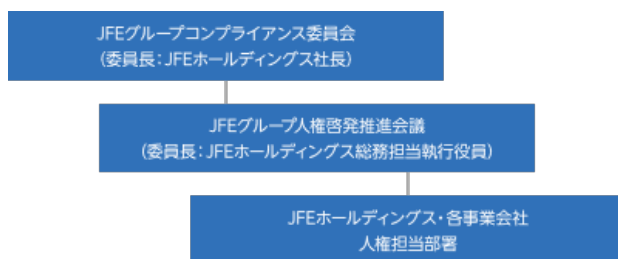 JFEグループコンプライアンス委員会
(委員長：JFEホールディングス社長)
JFEグループ人権啓発推進会議
(委員長：JFEホールディングス総務担当執行役員)
JFEホールディングス・各事業会社
人権担当部署